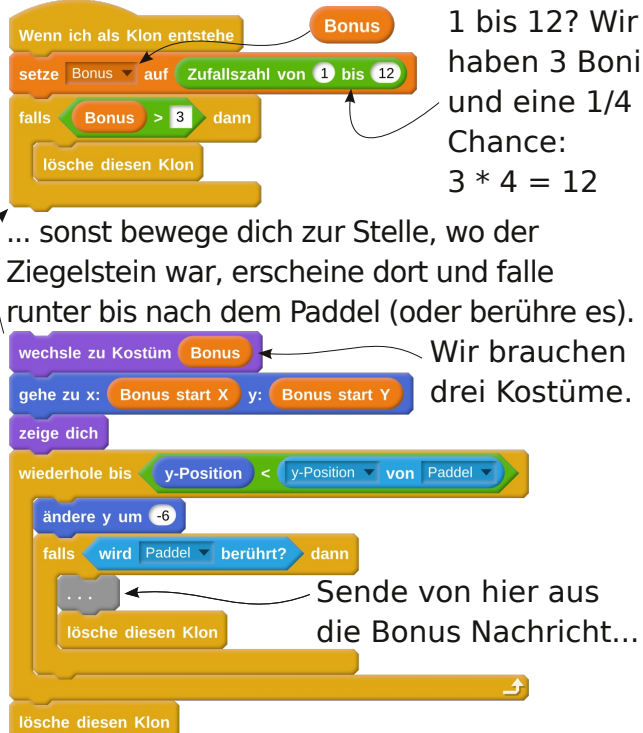 Wenn ich als Klon entstehe
Bonus
setze Bonus auf Zufallszahl von 1 bis 12
falls Bonus > 3 dann
lösche diesen Klon
1 bis 12? Wir
haben 3 Boni
und eine 1/4
Chance:
3 * 4 = 12
... sonst bewege dich zur Stelle, wo der
Ziegelstein war, erscheine dort und falle
runter bis nach dem Paddel (oder berühre es).
wechsle zu Kostüm Bonus
Wir brauchen
drei Kostüme.
gehe zu x: Bonus start X y: Bonus start Y
zeige dich
wiederhole bis y-Position < y-Position von Paddel
ändere y um -6
falls wird Paddel berührt? dann
...
lösche diesen Klon
Sende von hier aus
die Bonus Nachricht...
lösche diesen Klon